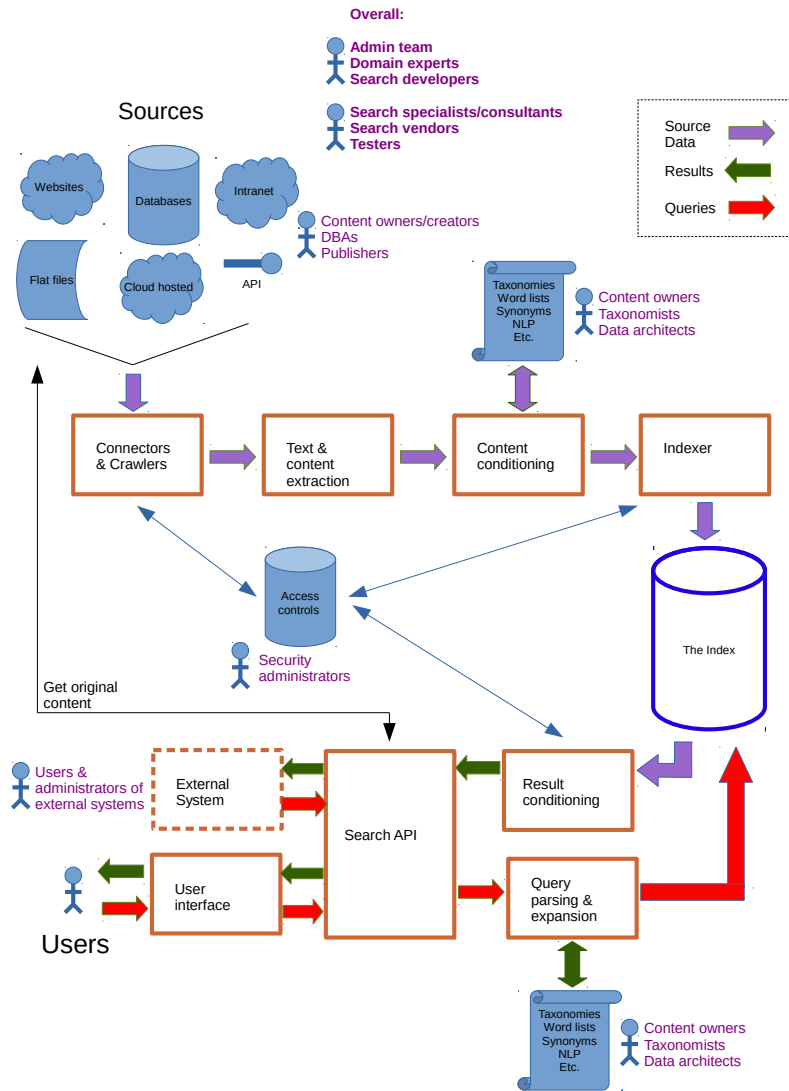 Overall:
Admin team
Domain experts
Search developers
Search specialists/consultants
Search vendors
Testers
Sources
Websites
Databases
Intranet
Flat files
Cloud hosted
API
Content owners/creators
DBAs
Publishers
Source
Data
Results
Queries
Taxonomies
Word lists
Synonyms
NLP
Etc.
Content owners
Taxonomists
Data architects
Connectors
& Crawlers
Text &
content
extraction
Content
conditioning
Indexer
Access
controls
Security
administrators
The Index
Get original
content
Users &
administrators of
external systems
External
System
Search API
Result
conditioning
User
interface
Query
parsing &
expansion
Users
Taxonomies
Word lists
Synonyms
NLP
Etc.
Content owners
Taxonomists
Data architects